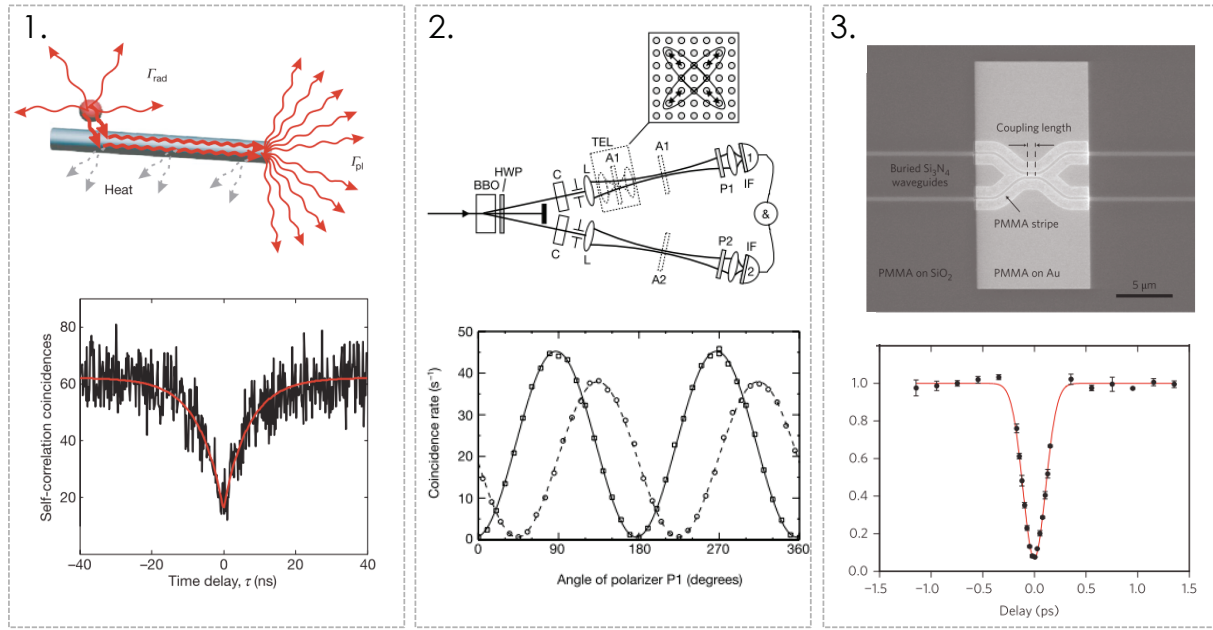 1.
Γrad
Γpl
Heat
Self-correlation coincidences
80
60
40
20
−40
−20
0
20
40
Time delay, τ (ns)
2.
TEL
A1
A1
HWP
BBO
C
L
P1
IF
1
&
C
L
A2
P2
IF
2
Coincidence rate (s⁻¹)
50
45
40
35
30
25
20
15
10
5
0
0
90
180
270
360
Angle of polarizer P1 (degrees)
3.
Coupling length
Buried Si₃N₄
waveguides
PMMA stripe
PMMA on SiO₂
PMMA on Au
5 µm
1.0
0.8
0.6
0.4
0.2
0.0
−1.5
−1.0
−0.5
0.0
0.5
1.0
1.5
Delay (ps)